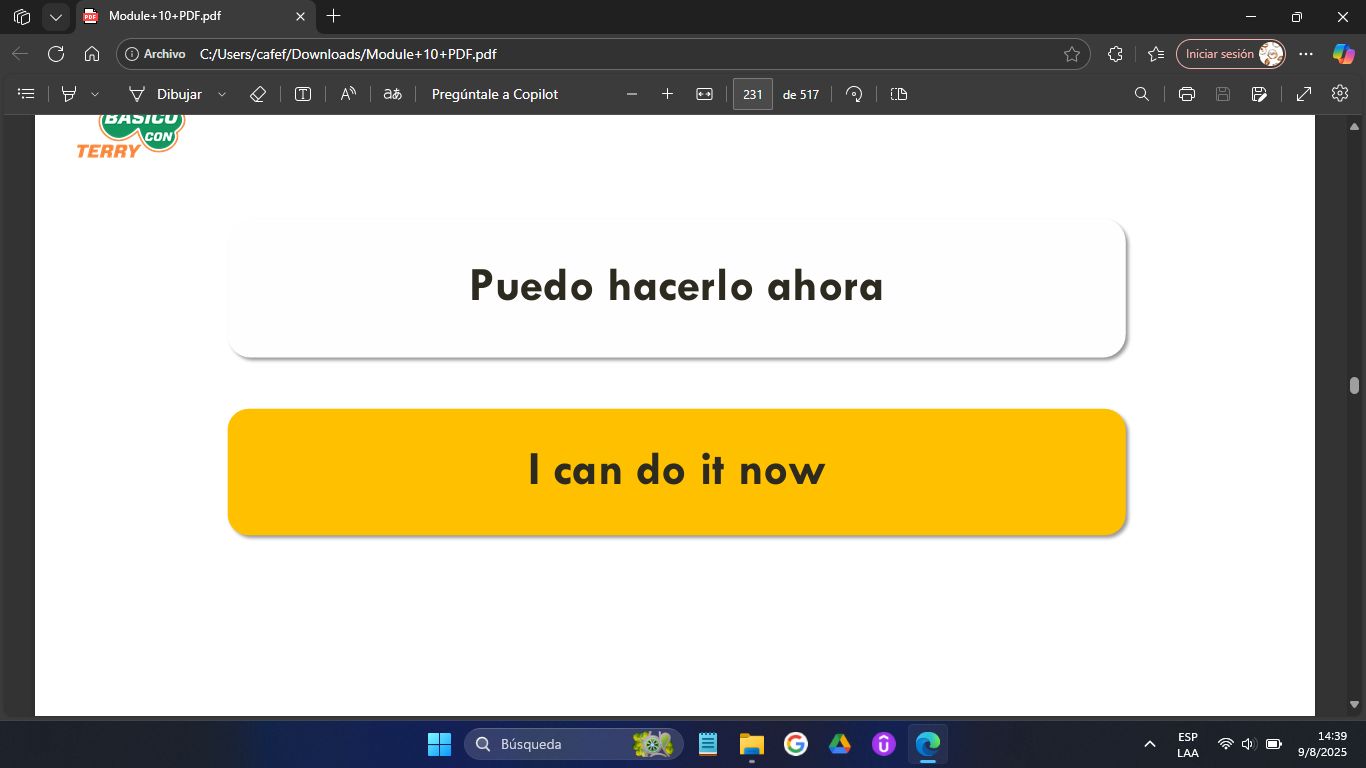 Module+10+PDF.pdf
Archivo C:/Users/cafef/Downloads/Module+10+PDF.pdf Iniciar sesión
Dibujar Pregúntale a Copilot 231 de 517
BÁSICO
CON
TERRY
Puedo hacerlo ahora
I can do it now
Búsqueda
ESP
LAA
14:39
9/8/2025